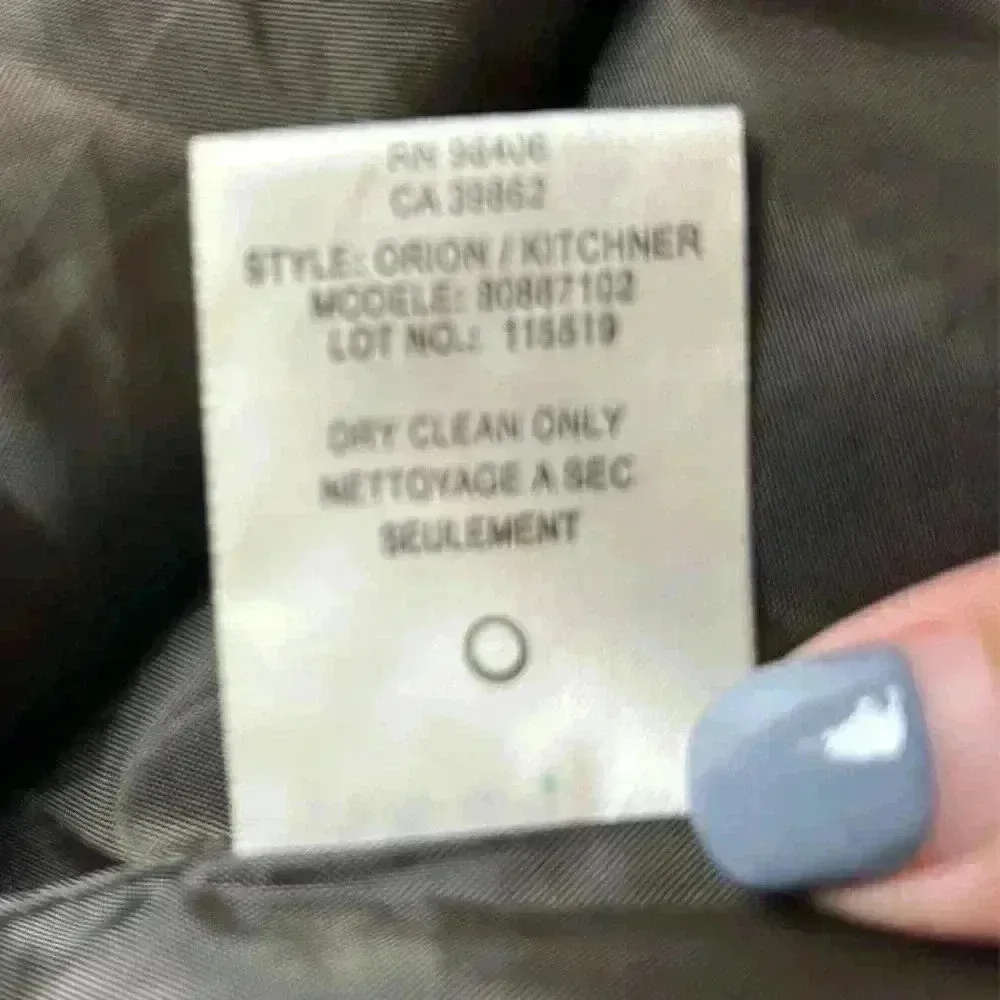 RN 98406
CA 39862
STYLE: ORION / KITCHNER
MODELE: 80887102
LOT NO.: 115519
DRY CLEAN ONLY
NETTOYAGE A SEC
SEULEMENT